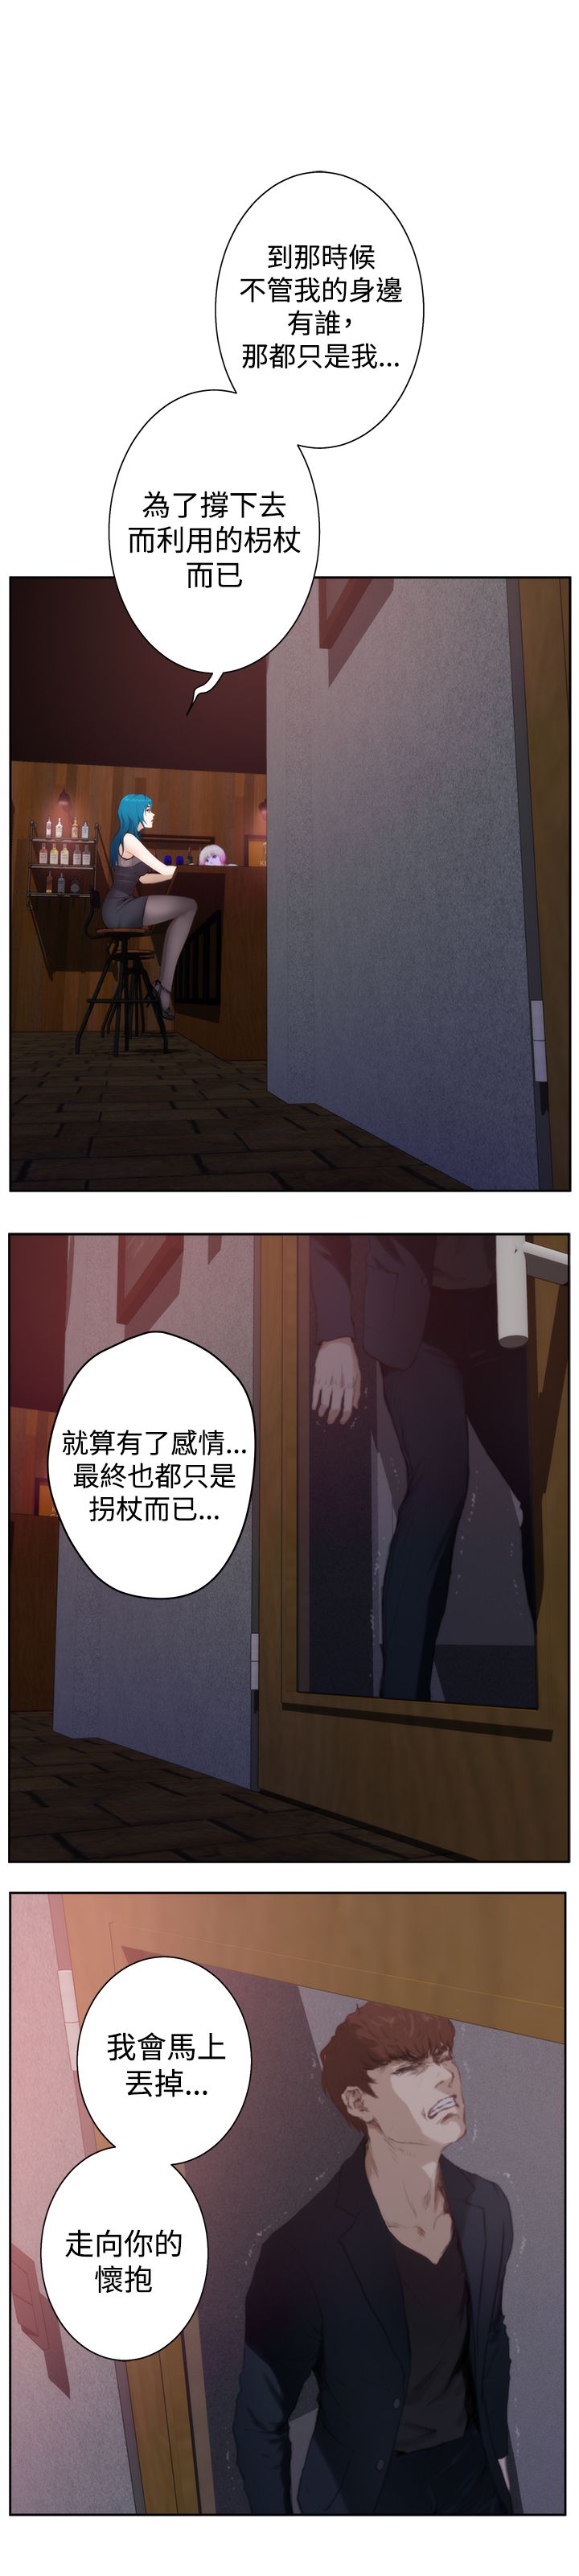 到那時候
不管我的身邊
有誰，
那都只是我...
為了撐下去
而利用的柺杖
而已
就算有了感情...
最終也都只是
拐杖而已...
我會馬上
丟掉...
走向你的
懷抱